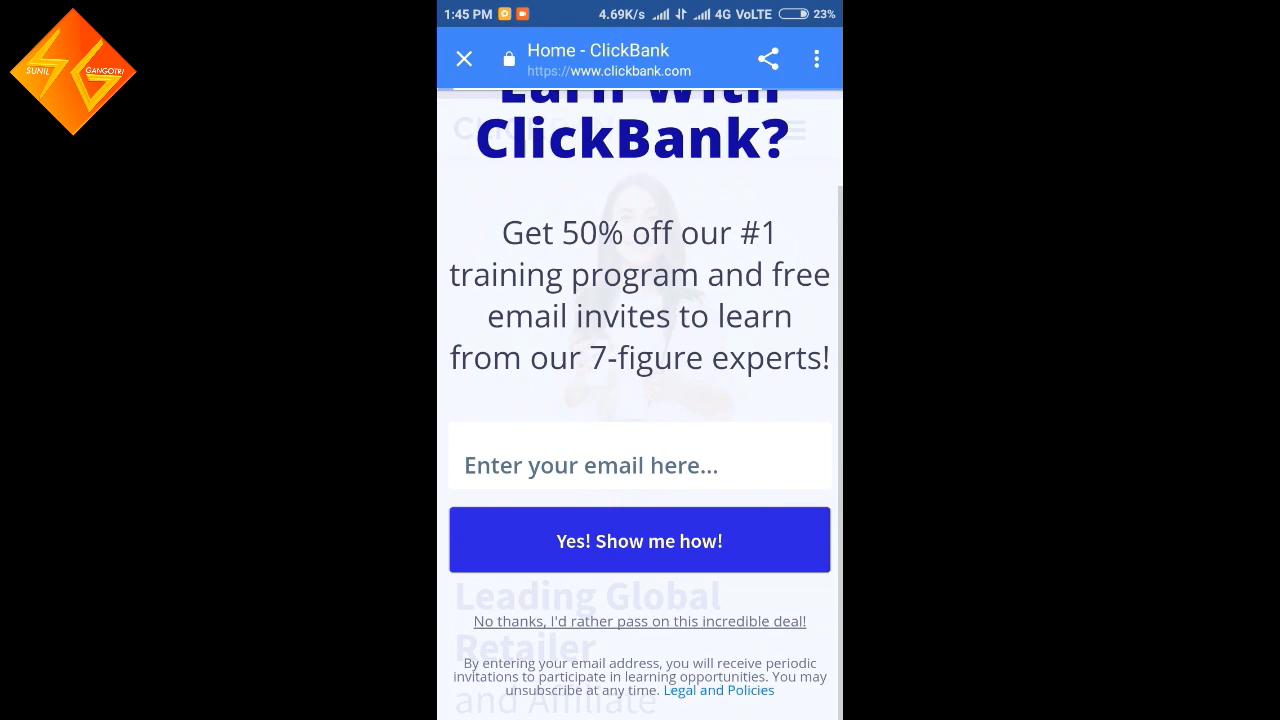 1:45 PM 4.69K/s 4G VoLTE 23%
SUNIL GANGOTRI
Home - ClickBank
https://www.clickbank.com
Earn With
ClickBank?
Get 50% off our #1
training program and free
email invites to learn
from our 7-figure experts!
Enter your email here...
Yes! Show me how!
Leading Global
No thanks, I'd rather pass on this incredible deal!
Retailer
By entering your email address, you will receive periodic
invitations to participate in learning opportunities. You may
unsubscribe at any time. Legal and Policies
and Affiliate